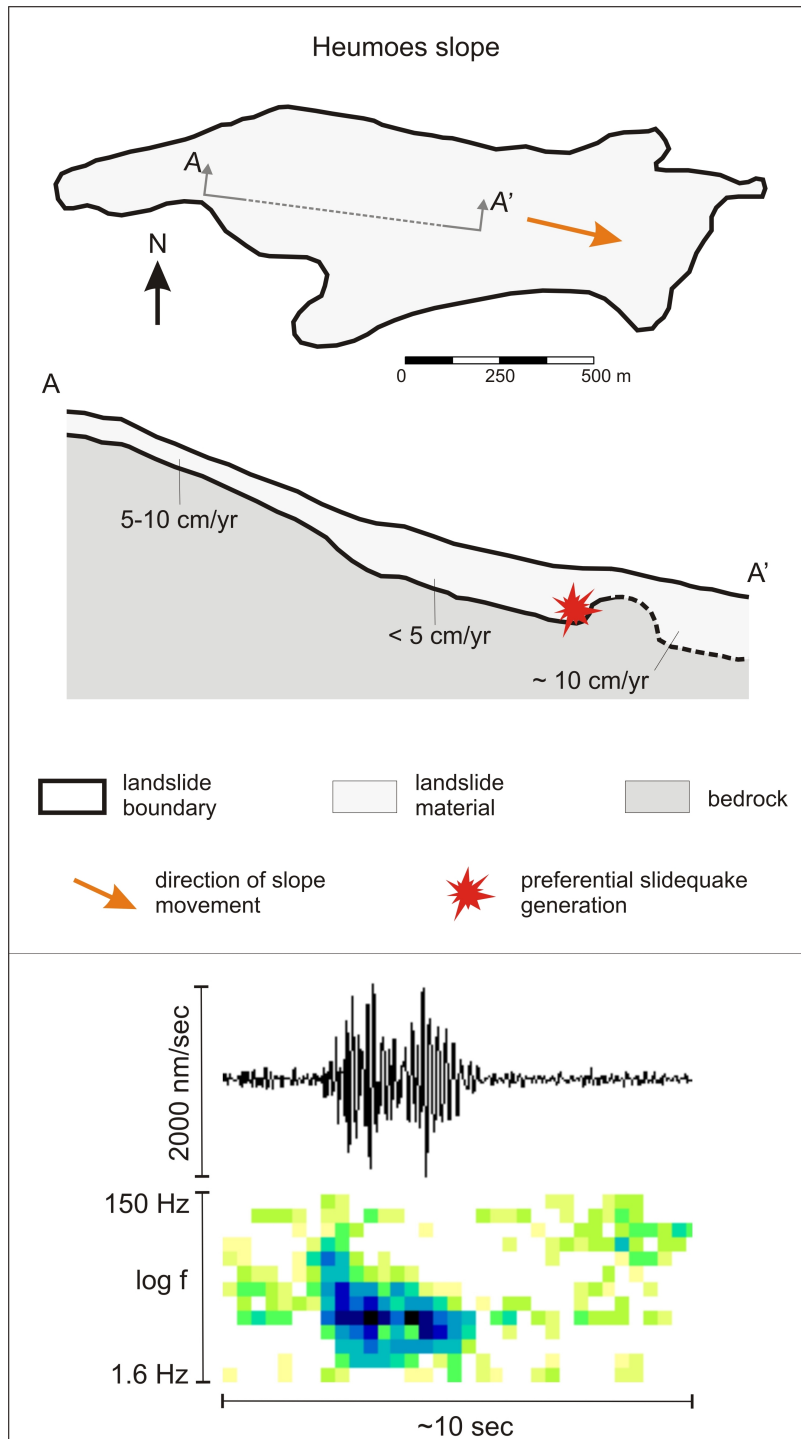 Heumoes slope
A
A'
N
0 250 500 m
A
A'
5-10 cm/yr
< 5 cm/yr
~ 10 cm/yr
landslide
boundary
landslide
material
bedrock
direction of slope
movement
preferential slidequake
generation
2000 nm/sec
150 Hz
log f
1.6 Hz
~10 sec